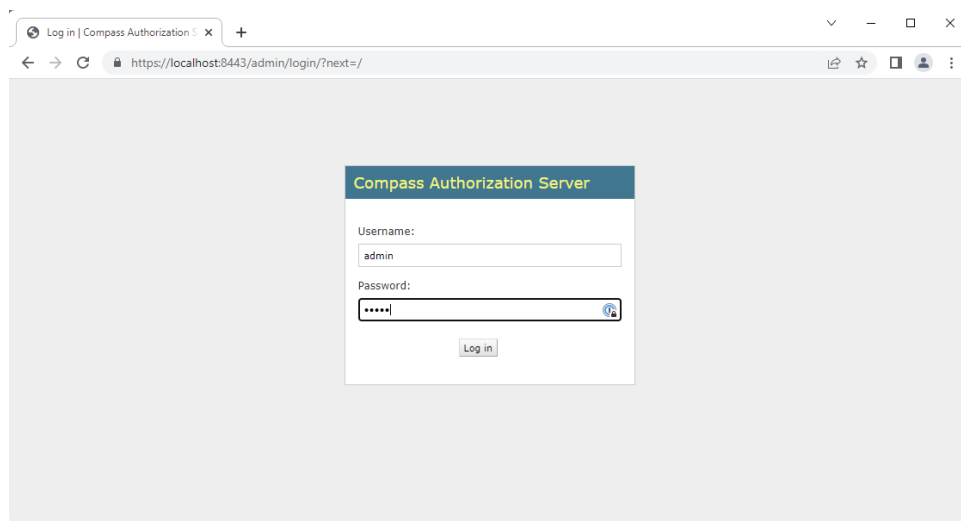 Log in | Compass Authorization S
https://localhost:8443/admin/login/?next=/
Compass Authorization Server
Username:
admin
Password:
•••••
Log in